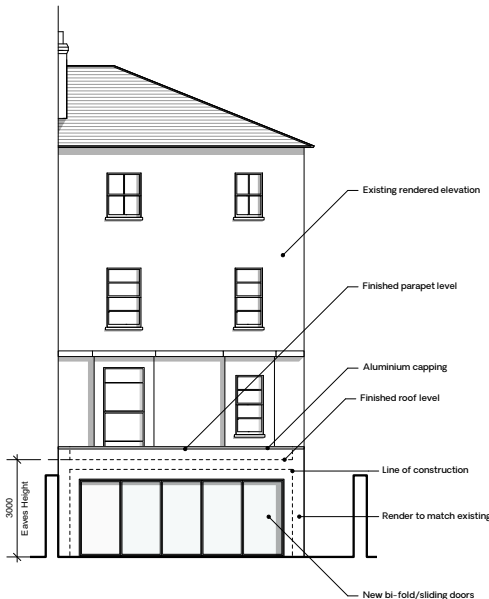 Existing rendered elevation
Finished parapet level
Aluminium capping
Finished roof level
Line of construction
3000
Eaves Height
Render to match existing
New bi-fold/sliding doors